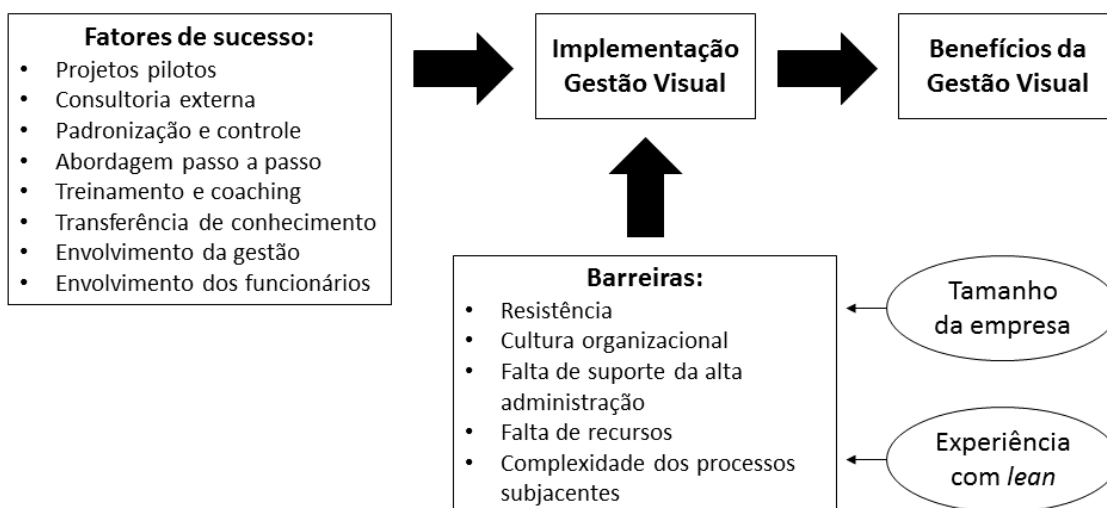 Fatores de sucesso:
• Projetos pilotos
• Consultoria externa
• Padronização e controle
• Abordagem passo a passo
• Treinamento e coaching
• Transferência de conhecimento
• Envolvimento da gestão
• Envolvimento dos funcionários
Implementação
Gestão Visual
Benefícios da
Gestão Visual
Barreiras:
• Resistência
• Cultura organizacional
• Falta de suporte da alta
administração
• Falta de recursos
• Complexidade dos processos
subjacentes
Tamanho
da empresa
Experiência
com lean